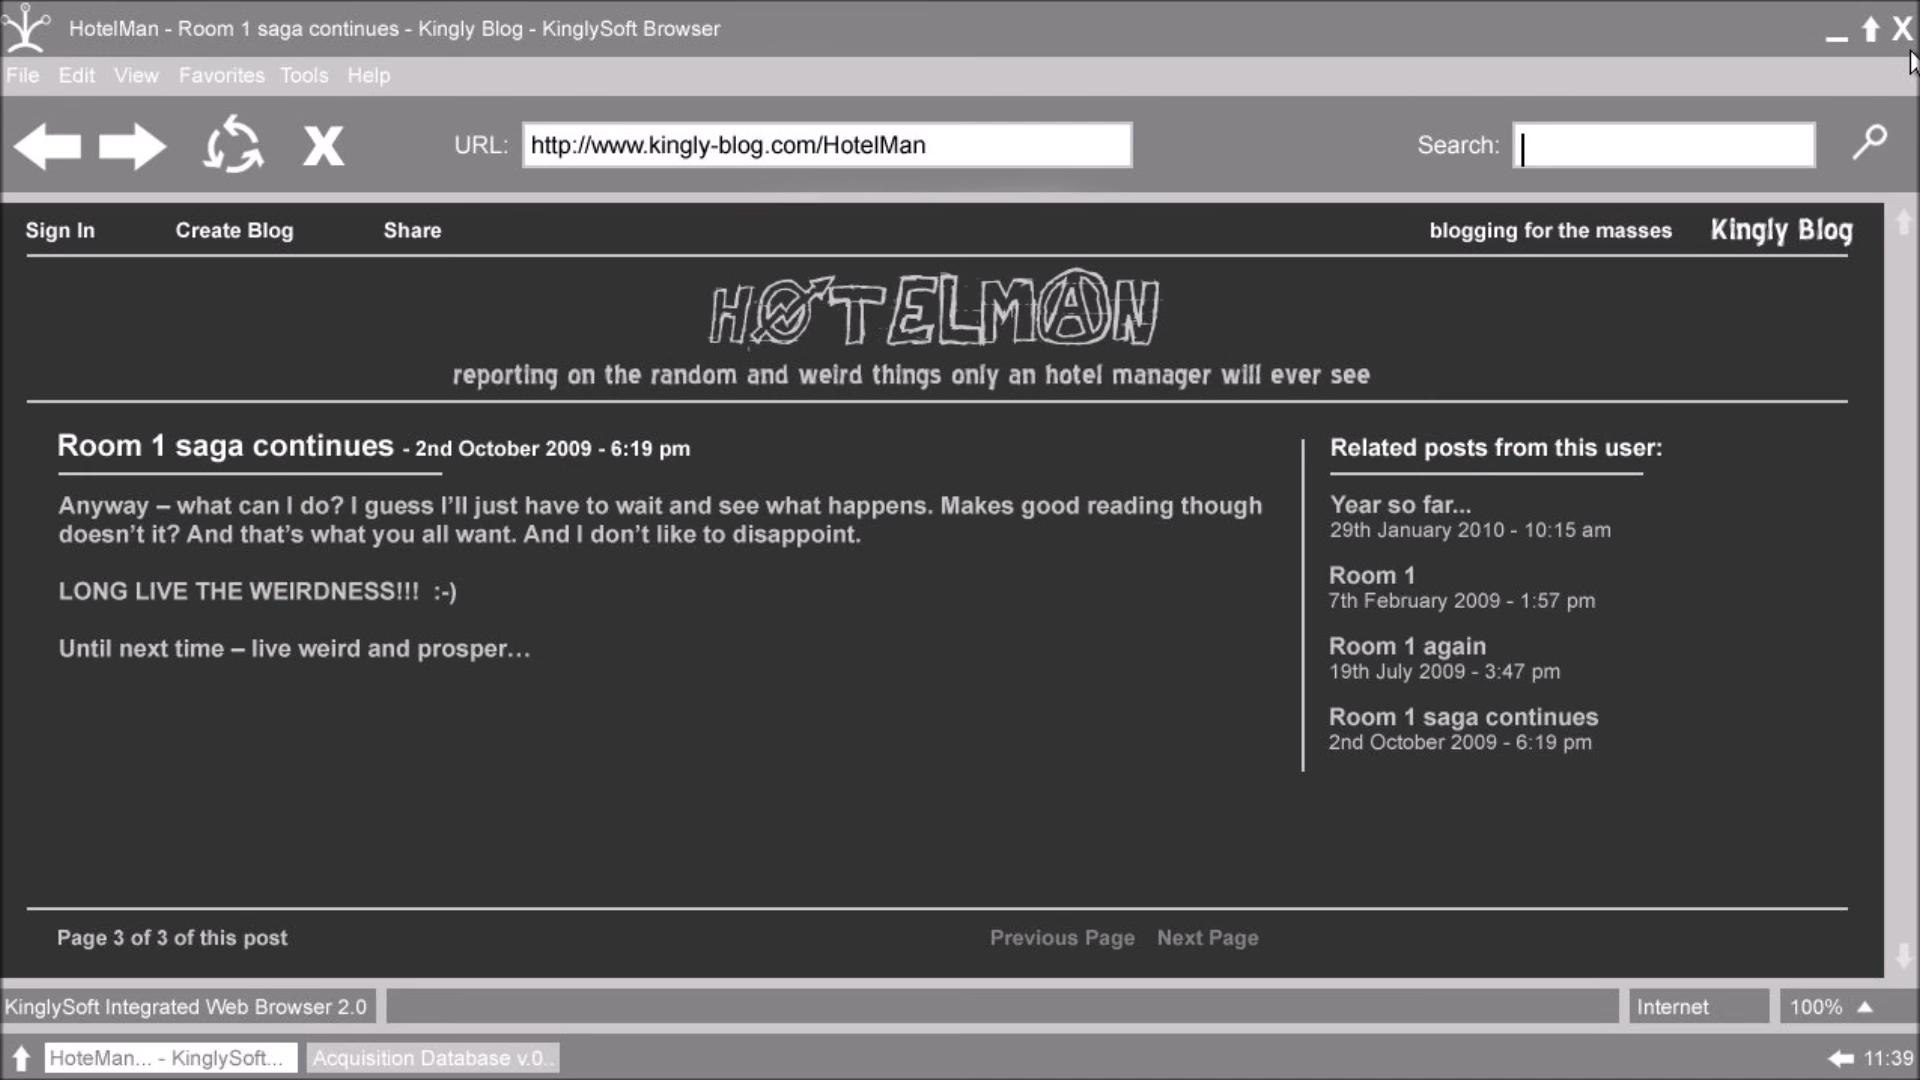 HotelMan - Room 1 saga continues - Kingly Blog - KinglySoft Browser
File Edit View Favorites Tools Help
URL: http://www.kingly-blog.com/HotelMan Search:
Sign In Create Blog Share blogging for the masses Kingly Blog
HOTELMAN
reporting on the random and weird things only an hotel manager will ever see
Room 1 saga continues - 2nd October 2009 - 6:19 pm
Anyway – what can I do? I guess I'll just have to wait and see what happens. Makes good reading though
doesn't it? And that's what you all want. And I don't like to disappoint.
LONG LIVE THE WEIRDNESS!!! :-)
Until next time – live weird and prosper…
Related posts from this user:
Year so far...
29th January 2010 - 10:15 am
Room 1
7th February 2009 - 1:57 pm
Room 1 again
19th July 2009 - 3:47 pm
Room 1 saga continues
2nd October 2009 - 6:19 pm
Page 3 of 3 of this post Previous Page Next Page
KinglySoft Integrated Web Browser 2.0 Internet 100%
HoteMan... - KinglySoft... Acquisition Database v.0.. 11:39